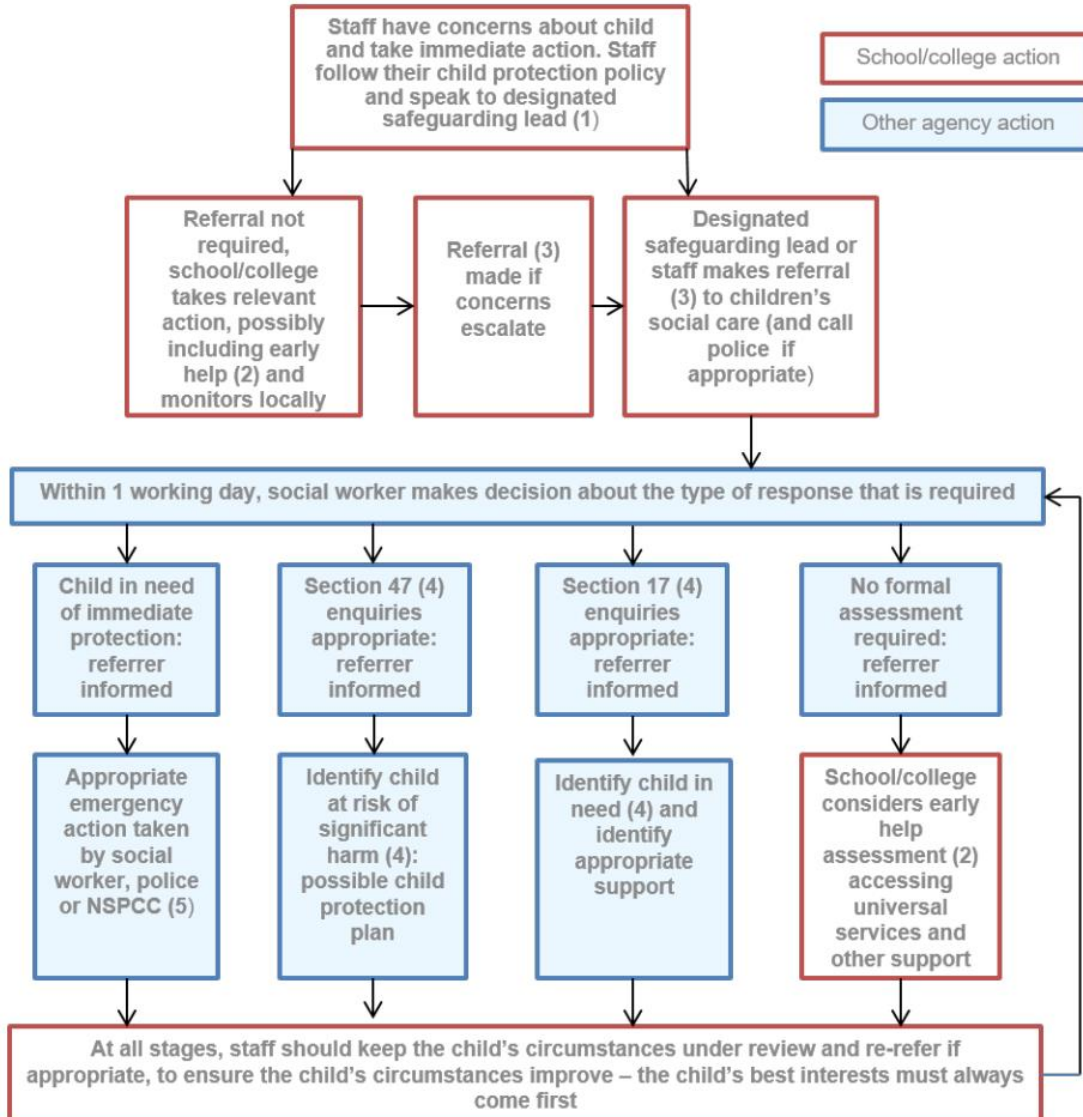 Staff have concerns about child
and take immediate action. Staff
follow their child protection policy
and speak to designated
safeguarding lead (1)
School/college action
Other agency action
Referral not
required,
school/college
takes relevant
action, possibly
including early
help (2) and
monitors locally
Referral (3)
made if
concerns
escalate
Designated
safeguarding lead or
staff makes referral
(3) to children’s
social care (and call
police if
appropriate)
Within 1 working day, social worker makes decision about the type of response that is required
Child in need
of immediate
protection:
referrer
informed
Section 47 (4)
enquiries
appropriate:
referrer
informed
Section 17 (4)
enquiries
appropriate:
referrer
informed
No formal
assessment
required:
referrer
informed
Appropriate
emergency
action taken
by social
worker, police
or NSPCC (5)
Identify child
at risk of
significant
harm (4):
possible child
protection
plan
Identify child in
need (4) and
identify
appropriate
support
School/college
considers early
help
assessment (2)
accessing
universal
services and
other support
At all stages, staff should keep the child’s circumstances under review and re-refer if
appropriate, to ensure the child’s circumstances improve – the child’s best interests must always
come first